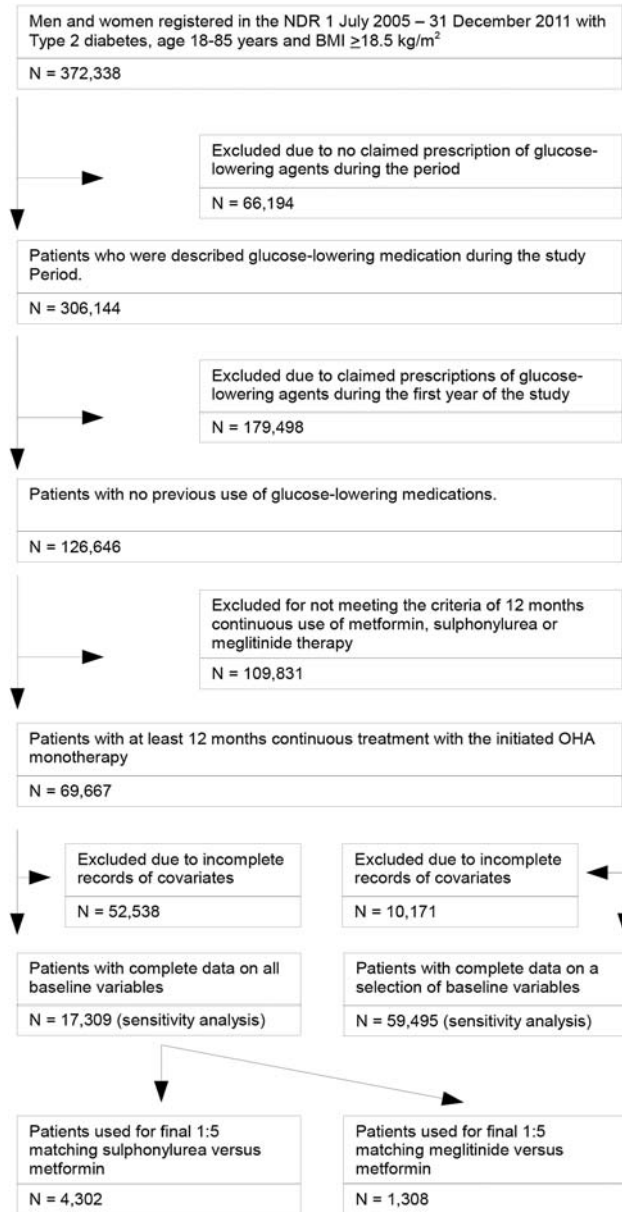 Men and women registered in the NDR 1 July 2005 – 31 December 2011 with
Type 2 diabetes, age 18-85 years and BMI ≥18.5 kg/m²
N = 372,338
Excluded due to no claimed prescription of glucose-
lowering agents during the period
N = 66,194
Patients who were described glucose-lowering medication during the study
Period.
N = 306,144
Excluded due to claimed prescriptions of glucose-
lowering agents during the first year of the study
N = 179,498
Patients with no previous use of glucose-lowering medications.
N = 126,646
Excluded for not meeting the criteria of 12 months
continuous use of metformin, sulphonylurea or
meglitinide therapy
N = 109,831
Patients with at least 12 months continuous treatment with the initiated OHA
monotherapy
N = 69,667
Excluded due to incomplete
records of covariates
N = 52,538
Excluded due to incomplete
records of covariates
N = 10,171
Patients with complete data on all
baseline variables
N = 17,309 (sensitivity analysis)
Patients with complete data on a
selection of baseline variables
N = 59,495 (sensitivity analysis)
Patients used for final 1:5
matching sulphonylurea versus
metformin
N = 4,302
Patients used for final 1:5
matching meglitinide versus
metformin
N = 1,308